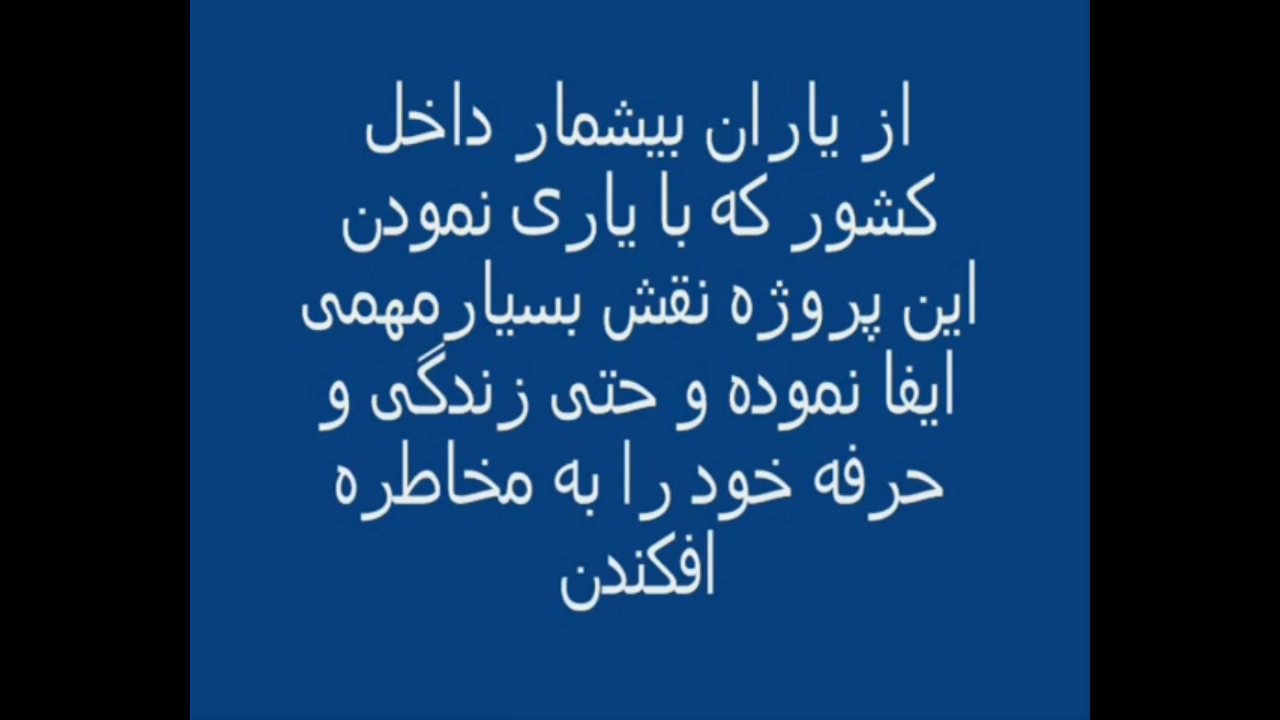 از یاران بیشمار داخل
کشور که با یاری نمودن
این پروژه نقش بسیارمهمی
ایفا نموده و حتی زندگی و
حرفه خود را به مخاطره
افکندن